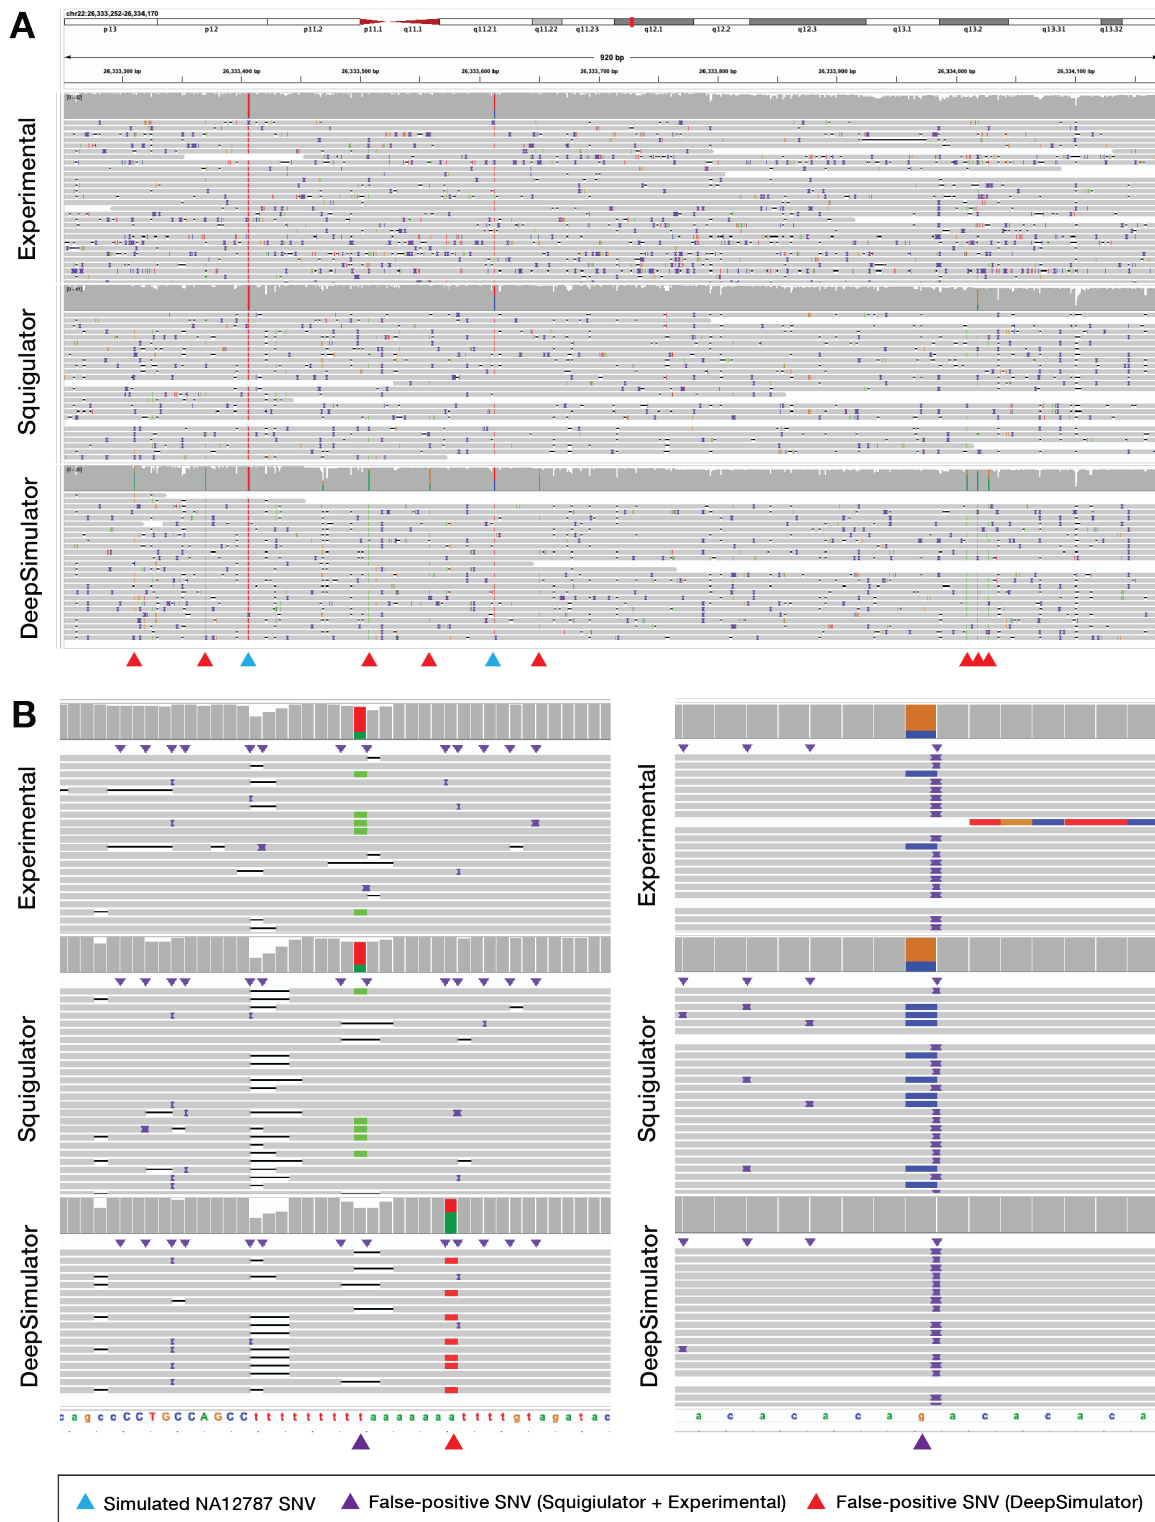 A
chr22:26,333,252-26,334,170
p13 p12 p11.2 p11.1 q11.1 q11.21 q11.22 q11.23 q12.1 q12.2 q12.3 q13.1 q13.2 q13.31 q13.32
920 bp
26,333,300 bp 26,333,400 bp 26,333,500 bp 26,333,600 bp 26,333,700 bp 26,333,800 bp 26,333,900 bp 26,334,000 bp 26,334,100 bp
Experimental
Squigulator
DeepSimulator
B
Experimental
Squigulator
DeepSimulator
c a g c c C C T G C C A G C C t t t t t t t t t a a a a a a a t t t t g t a g a t a c
Experimental
Squigulator
DeepSimulator
a c a c a c a g a c a c a c a
Simulated NA12787 SNV
False-positive SNV (Squigiulator + Experimental)
False-positive SNV (DeepSimulator)